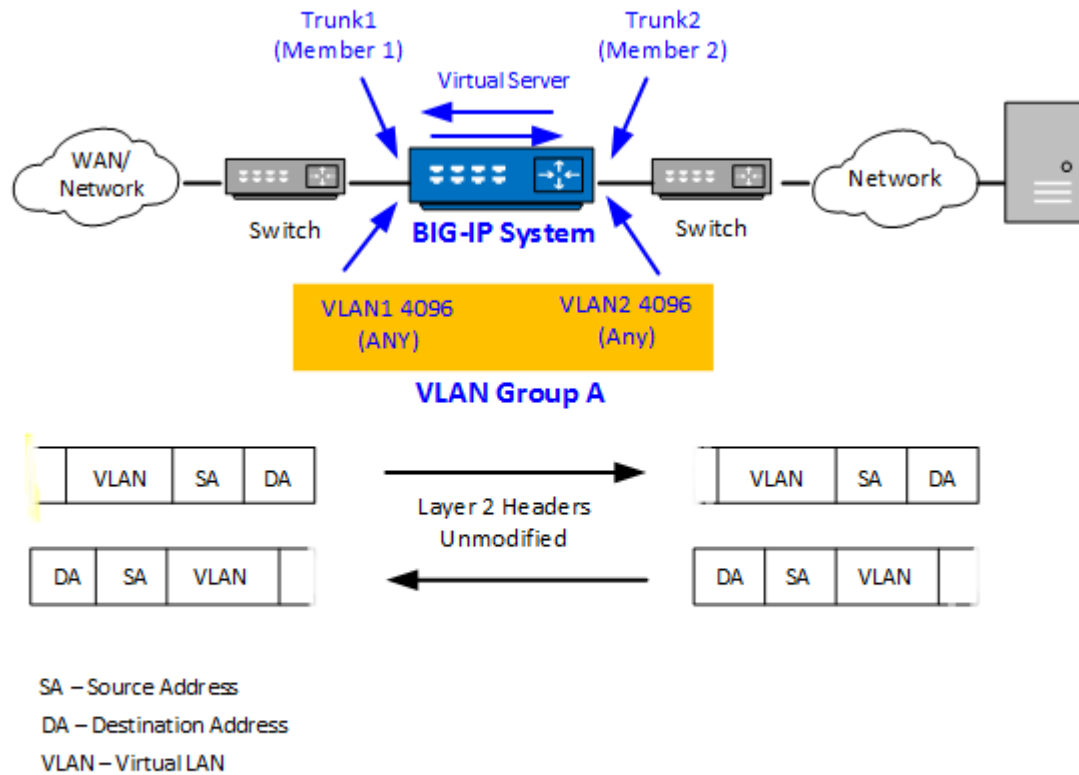 Trunk1
(Member 1)
Trunk2
(Member 2)
Virtual Server
WAN/
Network
Switch
BIG-IP System
Switch
Network
VLAN1 4096
(ANY)
VLAN2 4096
(Any)
VLAN Group A
VLAN SA DA
Layer 2 Headers
Unmodified
VLAN SA DA
DA SA VLAN
DA SA VLAN
SA – Source Address
DA – Destination Address
VLAN – Virtual LAN